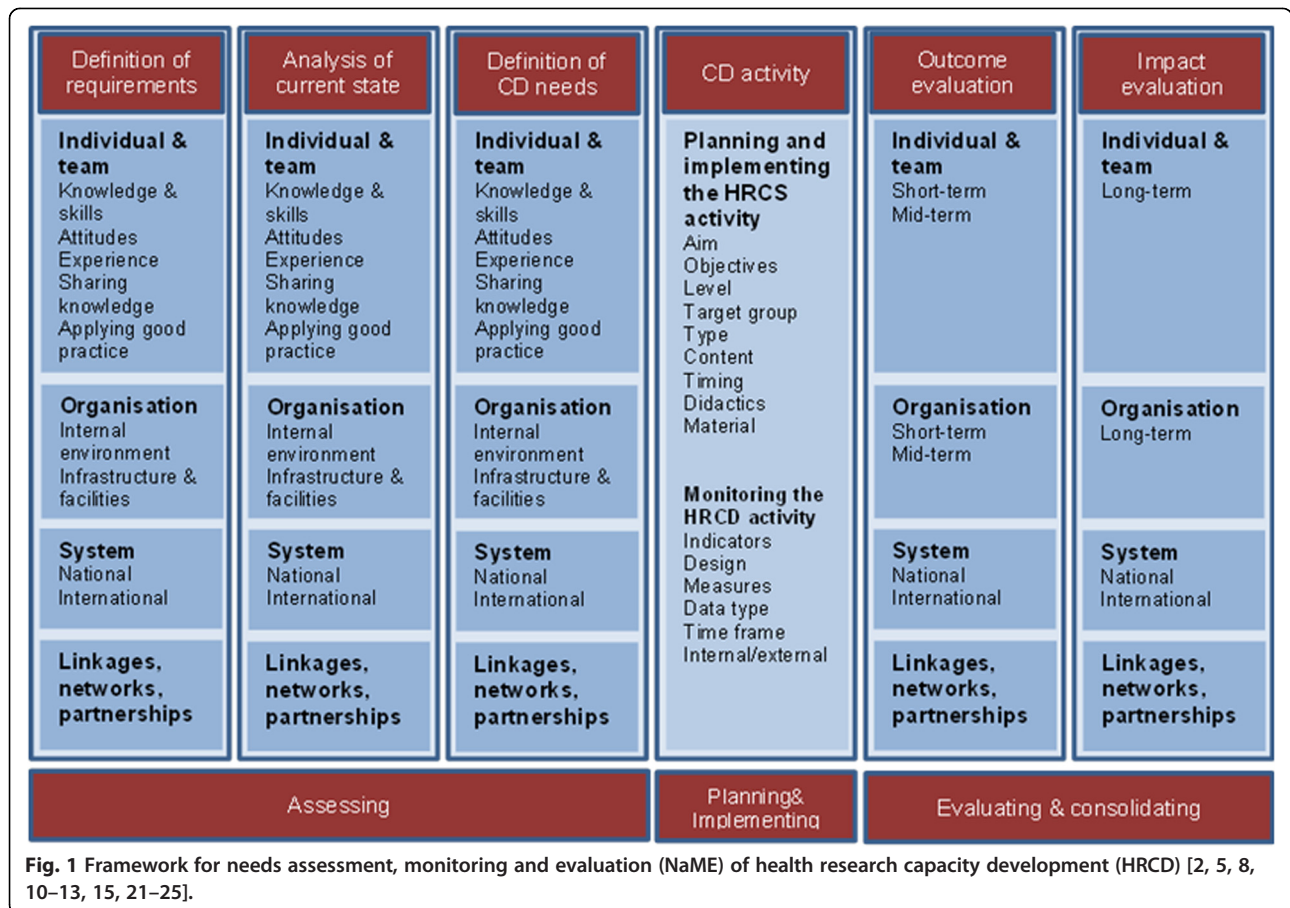 Definition of
requirements
Individual &
team
Knowledge &
skills
Attitudes
Experience
Sharing
knowledge
Applying good
practice
Organisation
Internal
environment
Infrastructure &
facilities
System
National
International
Linkages,
networks,
partnerships
Analysis of
current state
Individual &
team
Knowledge &
skills
Attitudes
Experience
Sharing
knowledge
Applying good
practice
Organisation
Internal
environment
Infrastructure &
facilities
System
National
International
Linkages,
networks,
partnerships
Definition of
CD needs
Individual &
team
Knowledge &
skills
Attitudes
Experience
Sharing
knowledge
Applying good
practice
Organisation
Internal
environment
Infrastructure &
facilities
System
National
International
Linkages,
networks,
partnerships
CD activity
Planning and
implementing
the HRCS
activity
Aim
Objectives
Level
Target group
Type
Content
Timing
Didactics
Material
Monitoring the
HRCD activity
Indicators
Design
Measures
Data type
Time frame
Internal/external
Outcome
evaluation
Individual &
team
Short-term
Mid-term
Organisation
Short-term
Mid-term
System
National
International
Linkages,
networks,
partnerships
Impact
evaluation
Individual &
team
Long-term
Organisation
Long-term
System
National
International
Linkages,
networks,
partnerships
Assessing
Planning&
Implementing
Evaluating & consolidating
Fig. 1 Framework for needs assessment, monitoring and evaluation (NaME) of health research capacity development (HRCD) [2, 5, 8,
10–13, 15, 21–25].